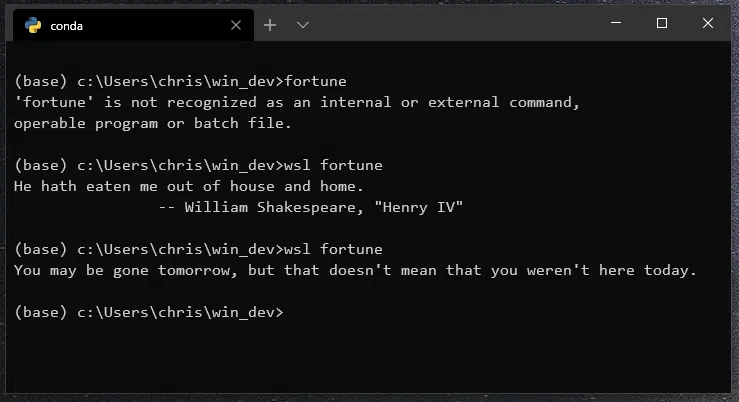 conda
(base) c:\Users\chris\win_dev>fortune
'fortune' is not recognized as an internal or external command,
operable program or batch file.
(base) c:\Users\chris\win_dev>wsl fortune
He hath eaten me out of house and home.
                -- William Shakespeare, "Henry IV"
(base) c:\Users\chris\win_dev>wsl fortune
You may be gone tomorrow, but that doesn't mean that you weren't here today.
(base) c:\Users\chris\win_dev>